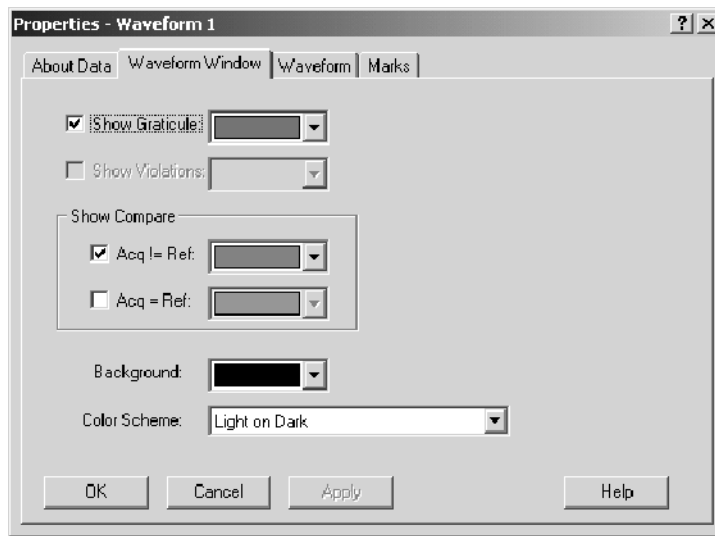 Properties - Waveform 1
About Data Waveform Window Waveform Marks
Show Graticule:
Show Violations:
Show Compare
Acq != Ref:
Acq = Ref:
Background:
Color Scheme: Light on Dark
OK Cancel Apply Help